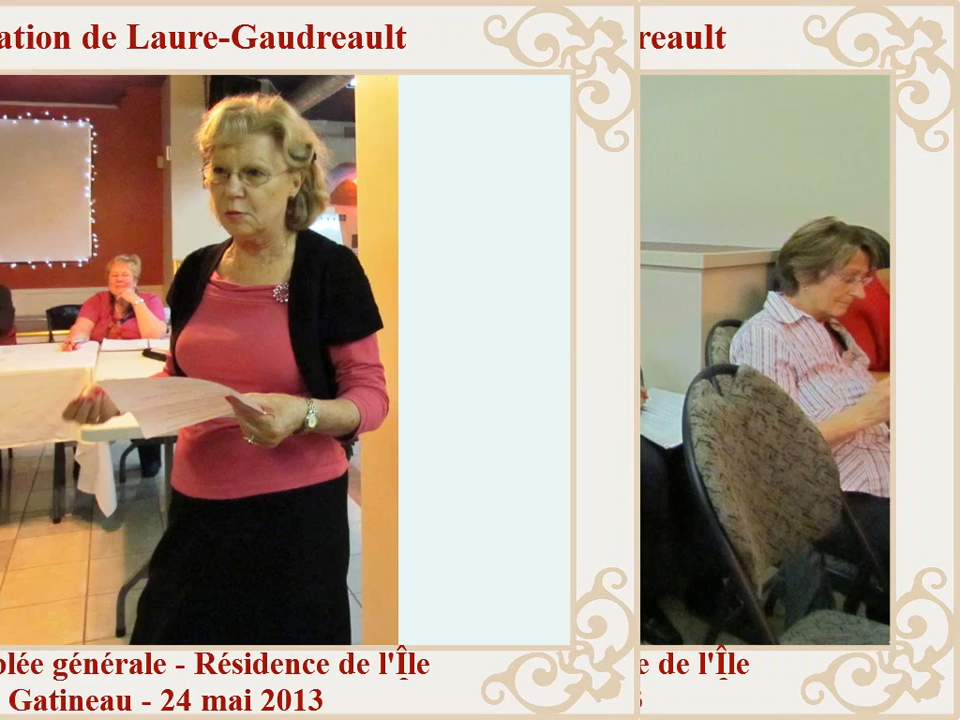 ation de Laure-Gaudreault
reault
blée générale - Résidence de l'Île
Gatineau - 24 mai 2013
e de l'Île